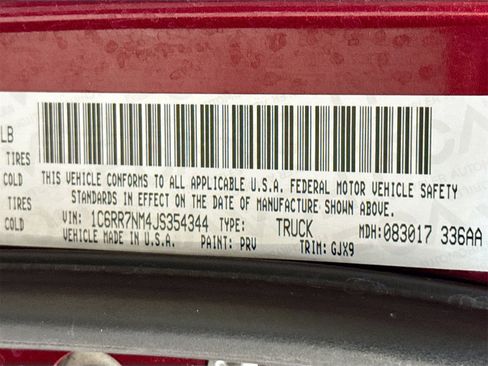 LB
TIRES
COLD
TIRES
COLD
THIS VEHICLE CONFORMS TO ALL APPLICABLE U.S.A. FEDERAL MOTOR VEHICLE SAFETY
STANDARDS IN EFFECT ON THE DATE OF MANUFACTURE SHOWN ABOVE.
VIN: 1C6RR7NM4JS354344 TYPE: TRUCK MDH: 083017 336AA
VEHICLE MADE IN U.S.A. PAINT: PRV TRIM: GJX9